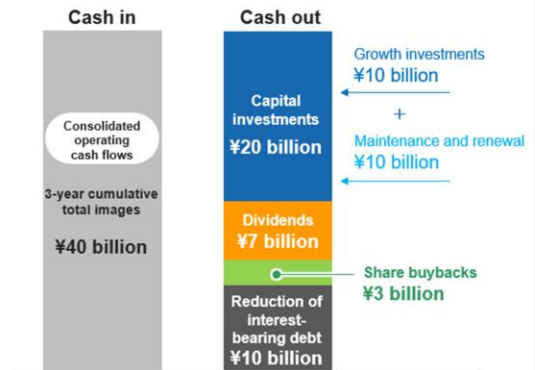 Cash in
Consolidated
operating
cash flows
3-year cumulative
total images
¥40 billion
Cash out
Capital
investments
¥20 billion
Growth investments
¥10 billion
+
Maintenance and renewal
¥10 billion
Dividends
¥7 billion
Share buybacks
¥3 billion
Reduction of
interest-
bearing debt
¥10 billion